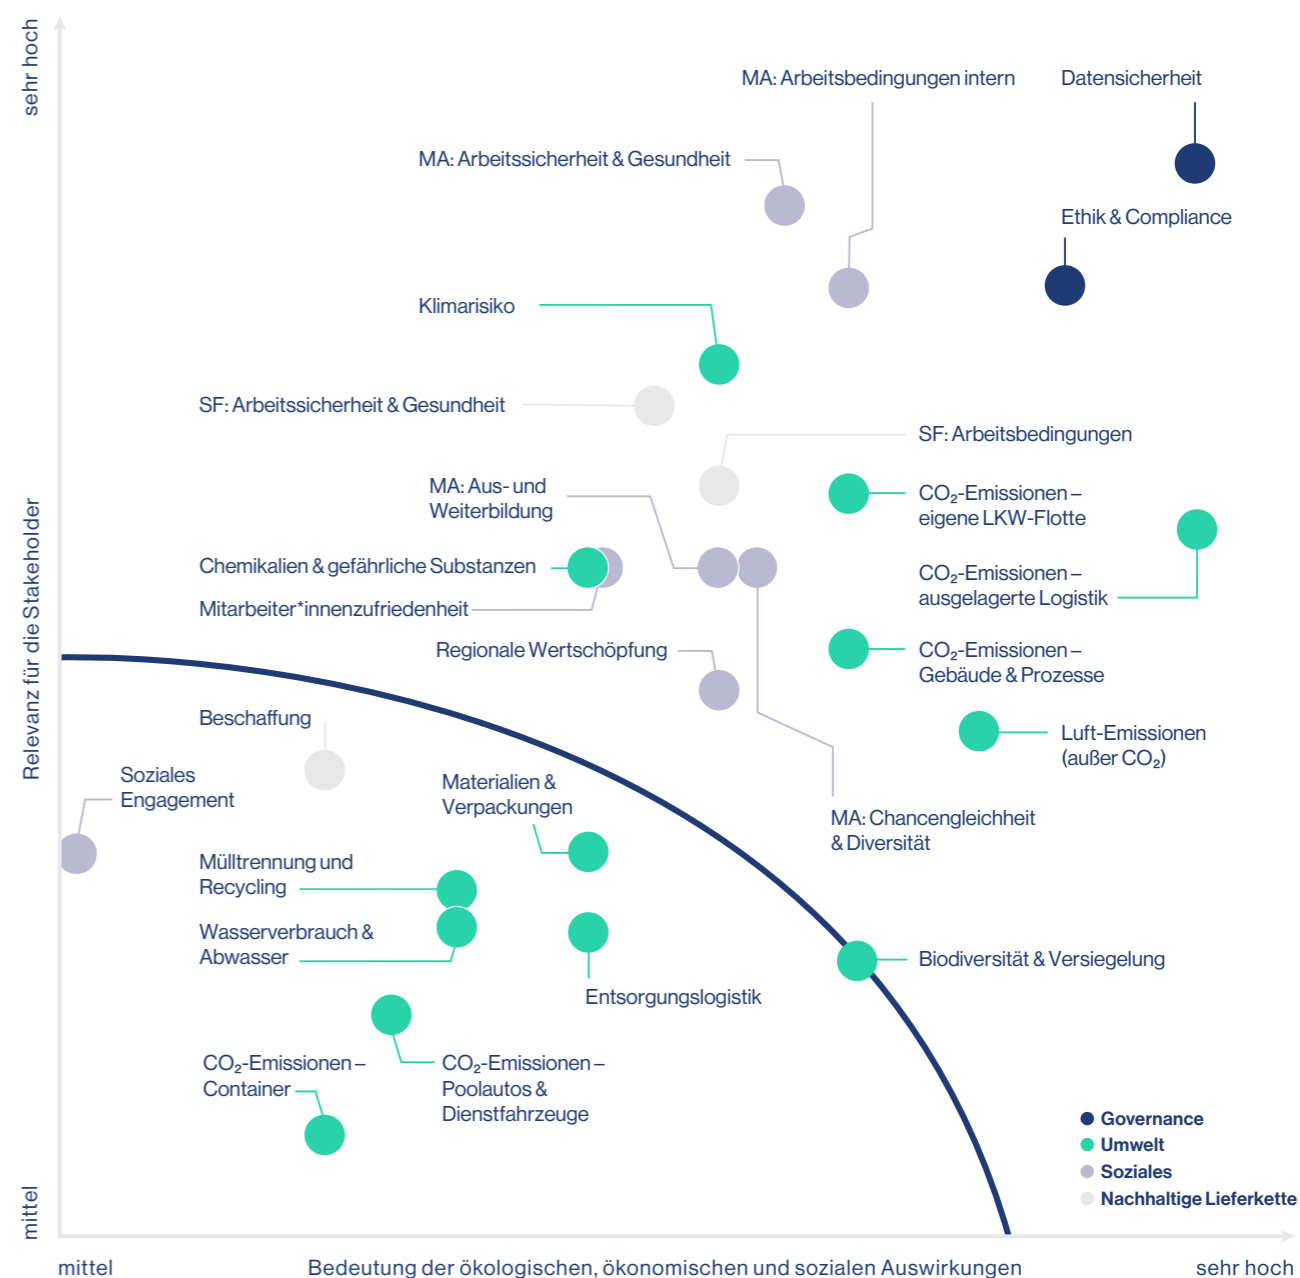 sehr hoch
MA: Arbeitsbedingungen intern
Datensicherheit
MA: Arbeitssicherheit & Gesundheit
Ethik & Compliance
Klimarisiko
SF: Arbeitssicherheit & Gesundheit
SF: Arbeitsbedingungen
MA: Aus- und
Weiterbildung
CO₂-Emissionen –
eigene LKW-Flotte
Chemikalien & gefährliche Substanzen
CO₂-Emissionen –
ausgelagerte Logistik
Mitarbeiter*innenzufriedenheit
Relevanz für die Stakeholder
Regionale Wertschöpfung
CO₂-Emissionen –
Gebäude & Prozesse
Beschaffung
Luft-Emissionen
(außer CO₂)
Soziales
Engagement
Materialien &
Verpackungen
MA: Chancengleichheit
& Diversität
Mülltrennung und
Recycling
Wasserverbrauch &
Abwasser
Biodiversität & Versiegelung
Entsorgungslogistik
CO₂-Emissionen –
Container
CO₂-Emissionen –
Poolautos &
Dienstfahrzeuge
Governance
Umwelt
Soziales
Nachhaltige Lieferkette
mittel
mittel
Bedeutung der ökologischen, ökonomischen und sozialen Auswirkungen
sehr hoch